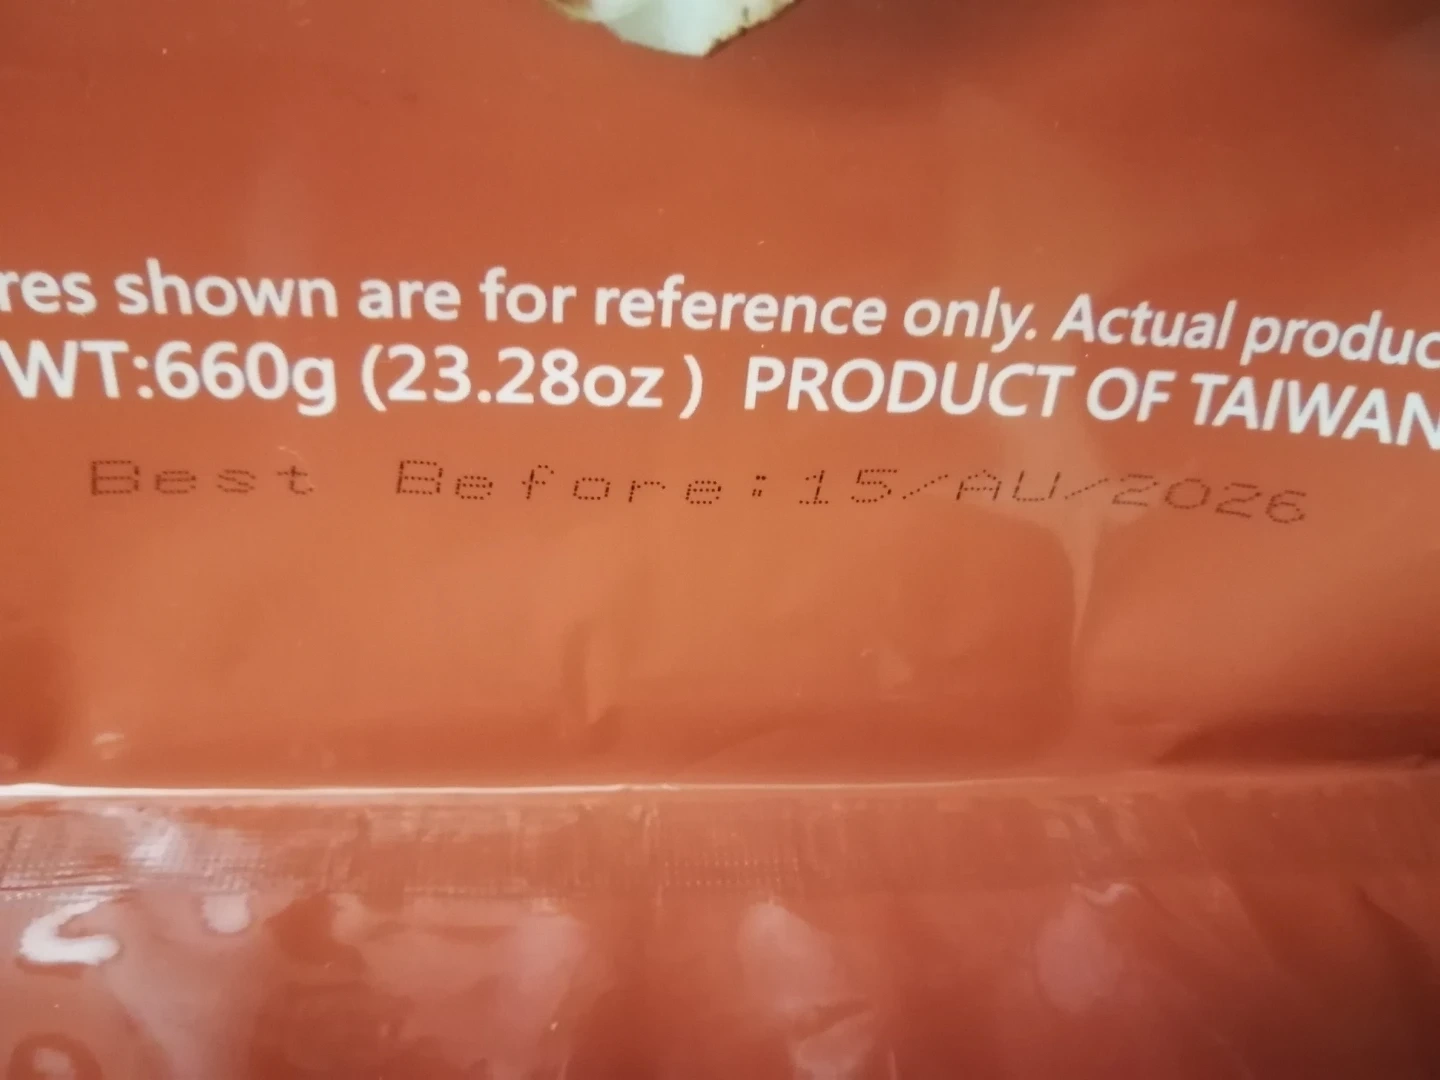 res shown are for reference only. Actual produc
WT:660g (23.28oz ) PRODUCT OF TAIWAN
Best Before:15/AU/2026